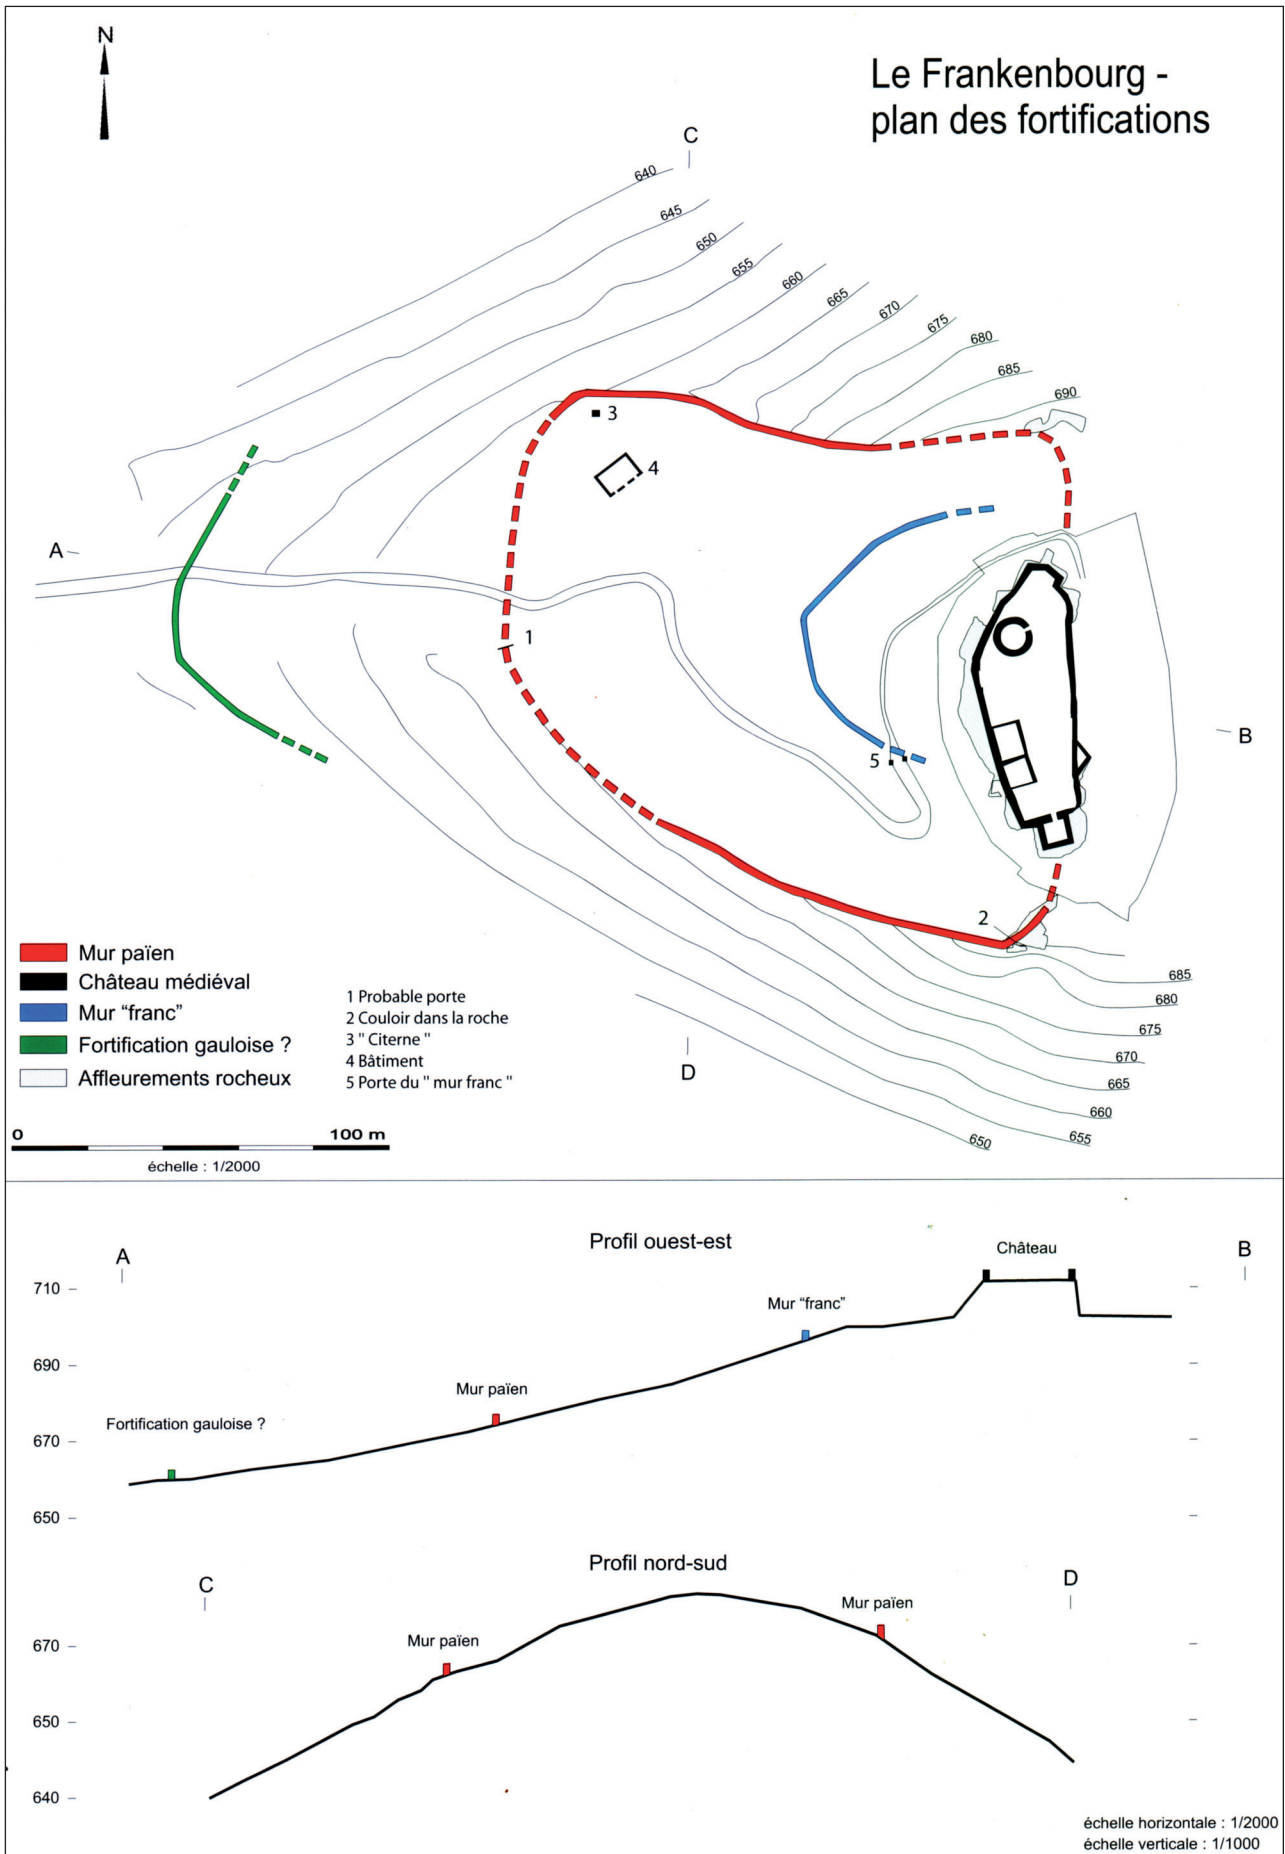 N
Le Frankenbourg -
plan des fortifications
C
640
645
650
655
660
665
670
675
680
685
690
3
4
A
1
5
B
2
685
680
675
670
665
660
655
650
D
Mur païen
Château médiéval
Mur "franc"
Fortification gauloise ?
Affleurements rocheux
1 Probable porte
2 Couloir dans la roche
3 " Citerne "
4 Bâtiment
5 Porte du " mur franc "
0 100 m
échelle : 1/2000
Profil ouest-est
A
B
Château
710
Mur "franc"
690
Mur païen
Fortification gauloise ?
670
650
Profil nord-sud
C
D
Mur païen
Mur païen
670
650
640
échelle horizontale : 1/2000
échelle verticale : 1/1000